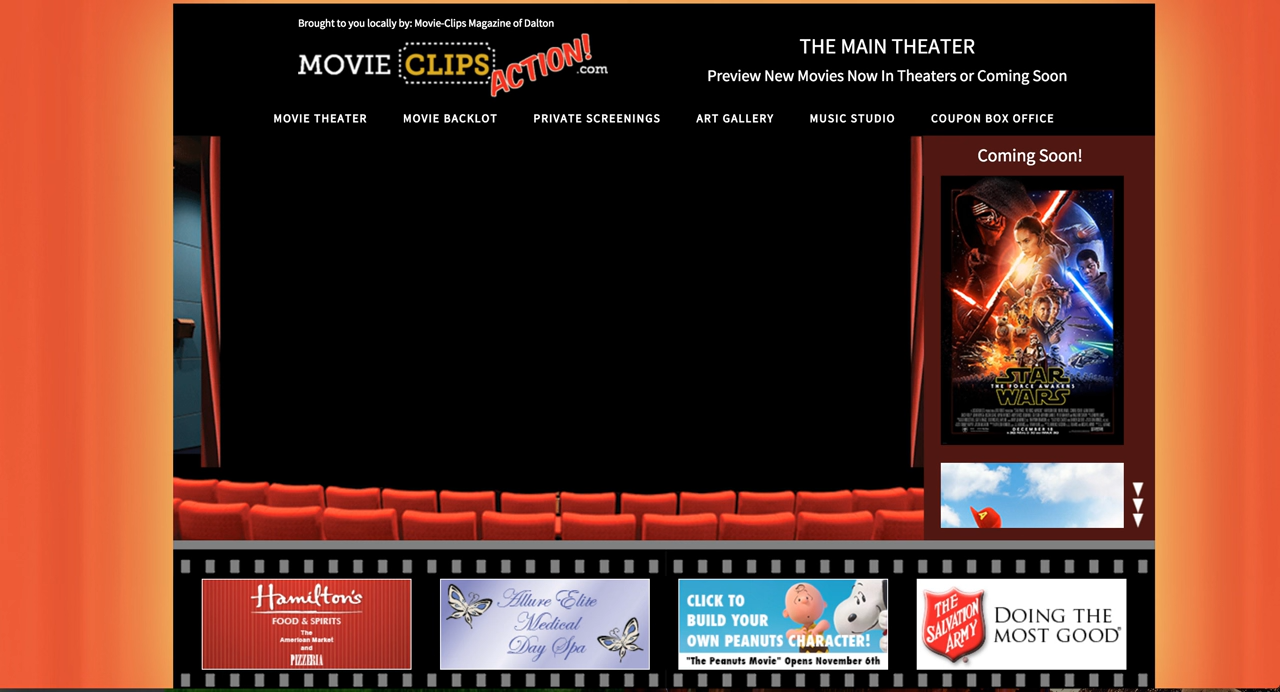 Brought to you locally by: Movie-Clips Magazine of Dalton
MOVIE CLIPS ACTION! .com
THE MAIN THEATER
Preview New Movies Now In Theaters or Coming Soon
MOVIE THEATER MOVIE BACKLOT PRIVATE SCREENINGS ART GALLERY MUSIC STUDIO COUPON BOX OFFICE
Coming Soon!
STAR
THE FORCE AWAKENS
WARS
DECEMBER 18
A
Hamilton's
FOOD & SPIRITS
The
American Market
and
PIZZERIA
Allure Elite
Medical
Day Spa
CLICK TO
BUILD YOUR
OWN PEANUTS CHARACTER!
"The Peanuts Movie" Opens November 6th
THE
SALVATION
ARMY
DOING THE
MOST GOOD®